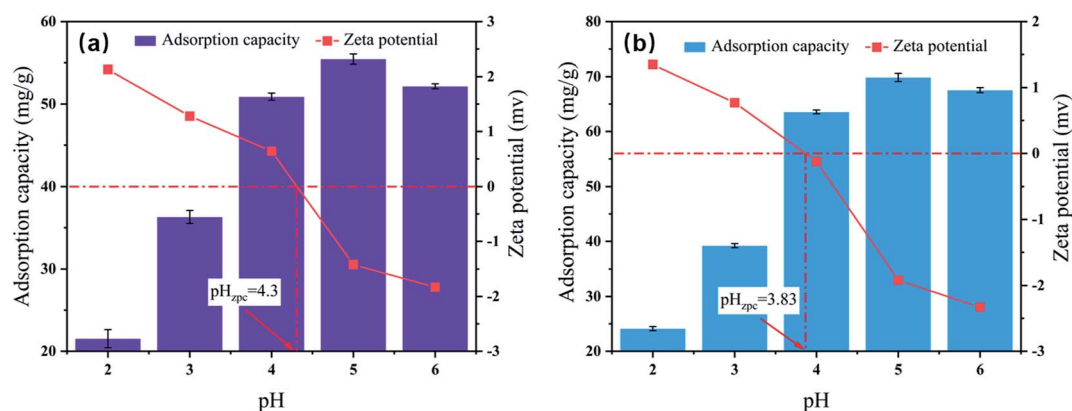 (a)
Adsorption capacity
Zeta potential
60
50
40
30
20
Adsorption capacity (mg/g)
3
2
1
0
-1
-2
-3
Zeta potential (mv)
pHzpc=4.3
2 3 4 5 6
pH
(b)
Adsorption capacity
Zeta potential
80
70
60
50
40
30
20
Adsorption capacity (mg/g)
2
1
0
-1
-2
-3
Zeta potential (mv)
pHzpc=3.83
2 3 4 5 6
pH